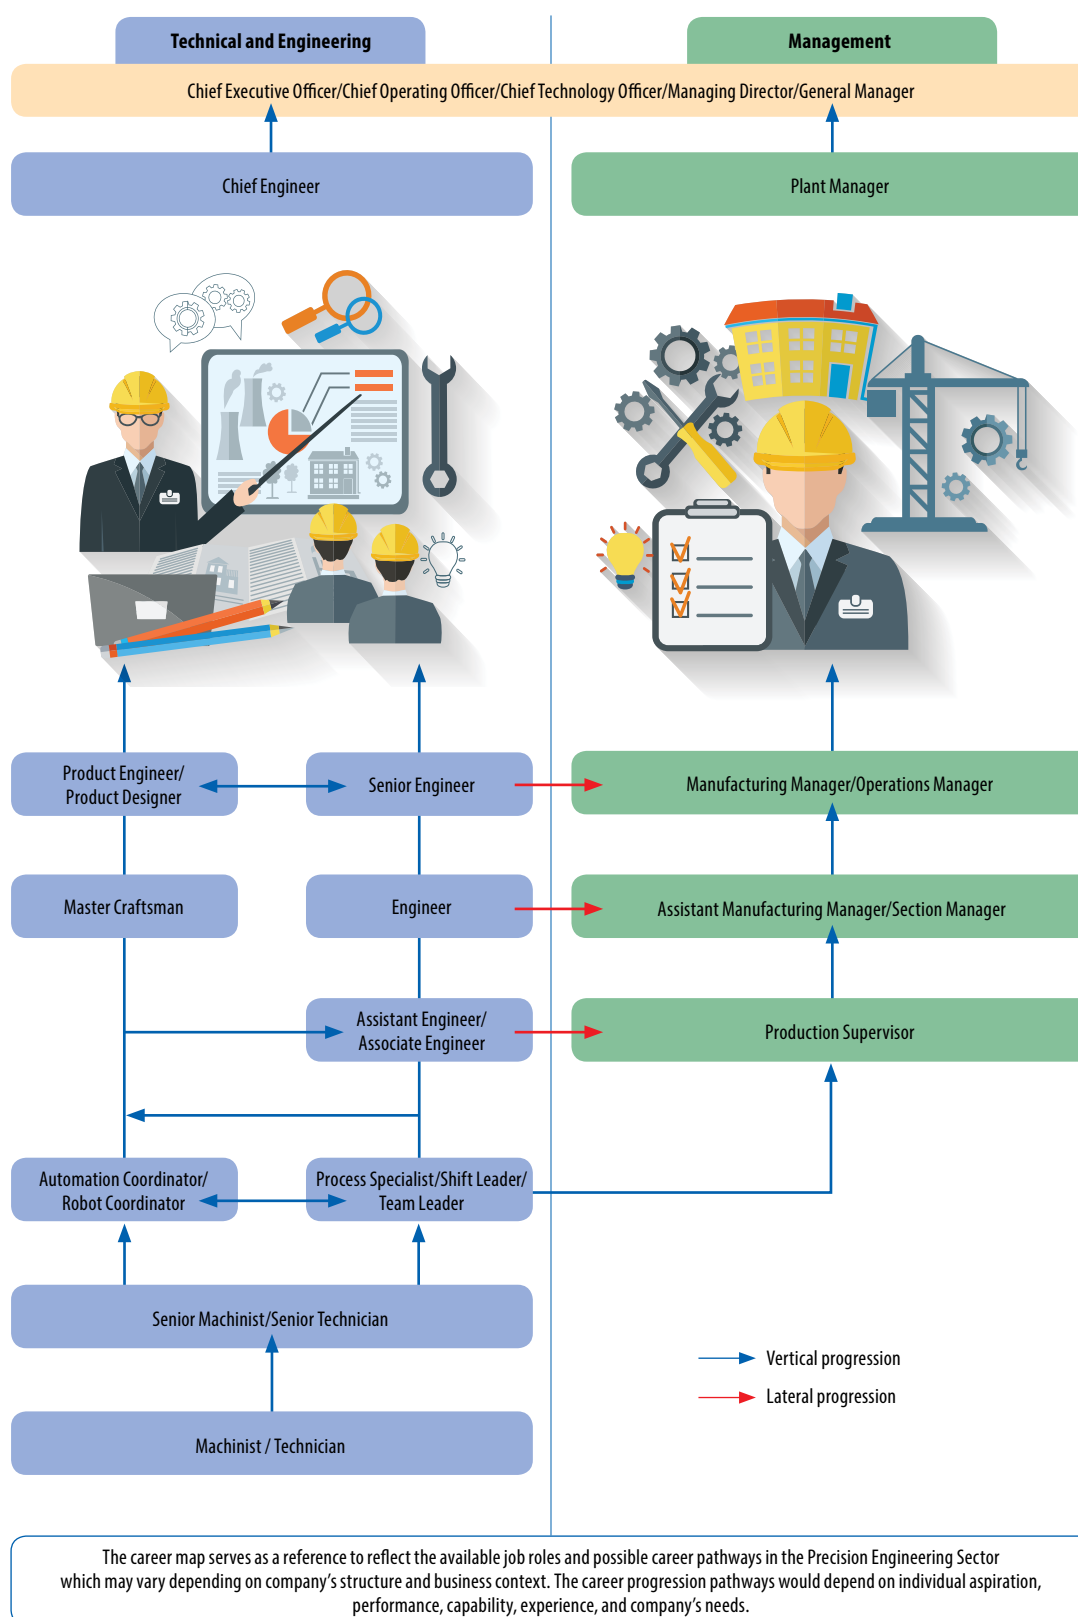 Technical and Engineering
Management
Chief Executive Officer/Chief Operating Officer/Chief Technology Officer/Managing Director/General Manager
Chief Engineer
Plant Manager
Product Engineer/
Product Designer
Senior Engineer
Manufacturing Manager/Operations Manager
Master Craftsman
Engineer
Assistant Manufacturing Manager/Section Manager
Assistant Engineer/
Associate Engineer
Production Supervisor
Automation Coordinator/
Robot Coordinator
Process Specialist/Shift Leader/
Team Leader
Senior Machinist/Senior Technician
Vertical progression
Lateral progression
Machinist / Technician
The career map serves as a reference to reflect the available job roles and possible career pathways in the Precision Engineering Sector
which may vary depending on company's structure and business context. The career progression pathways would depend on individual aspiration,
performance, capability, experience, and company's needs.